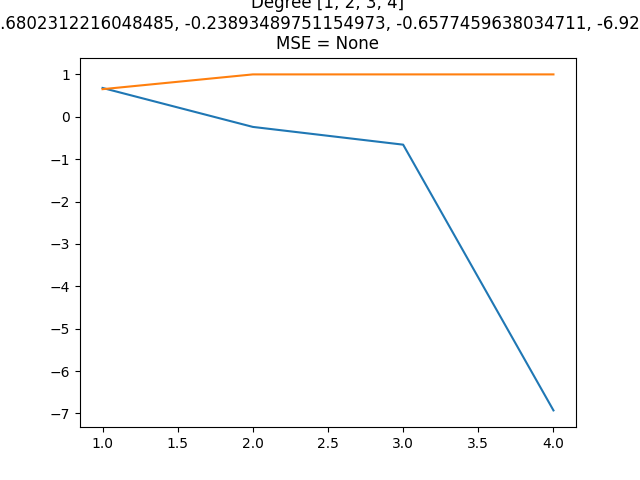 Degree [1, 2, 3, 4]
.6802312216048485, -0.23893489751154973, -0.6577459638034711, -6.92
MSE = None
1
0
−1
−2
−3
−4
−5
−6
−7
1.0 1.5 2.0 2.5 3.0 3.5 4.0